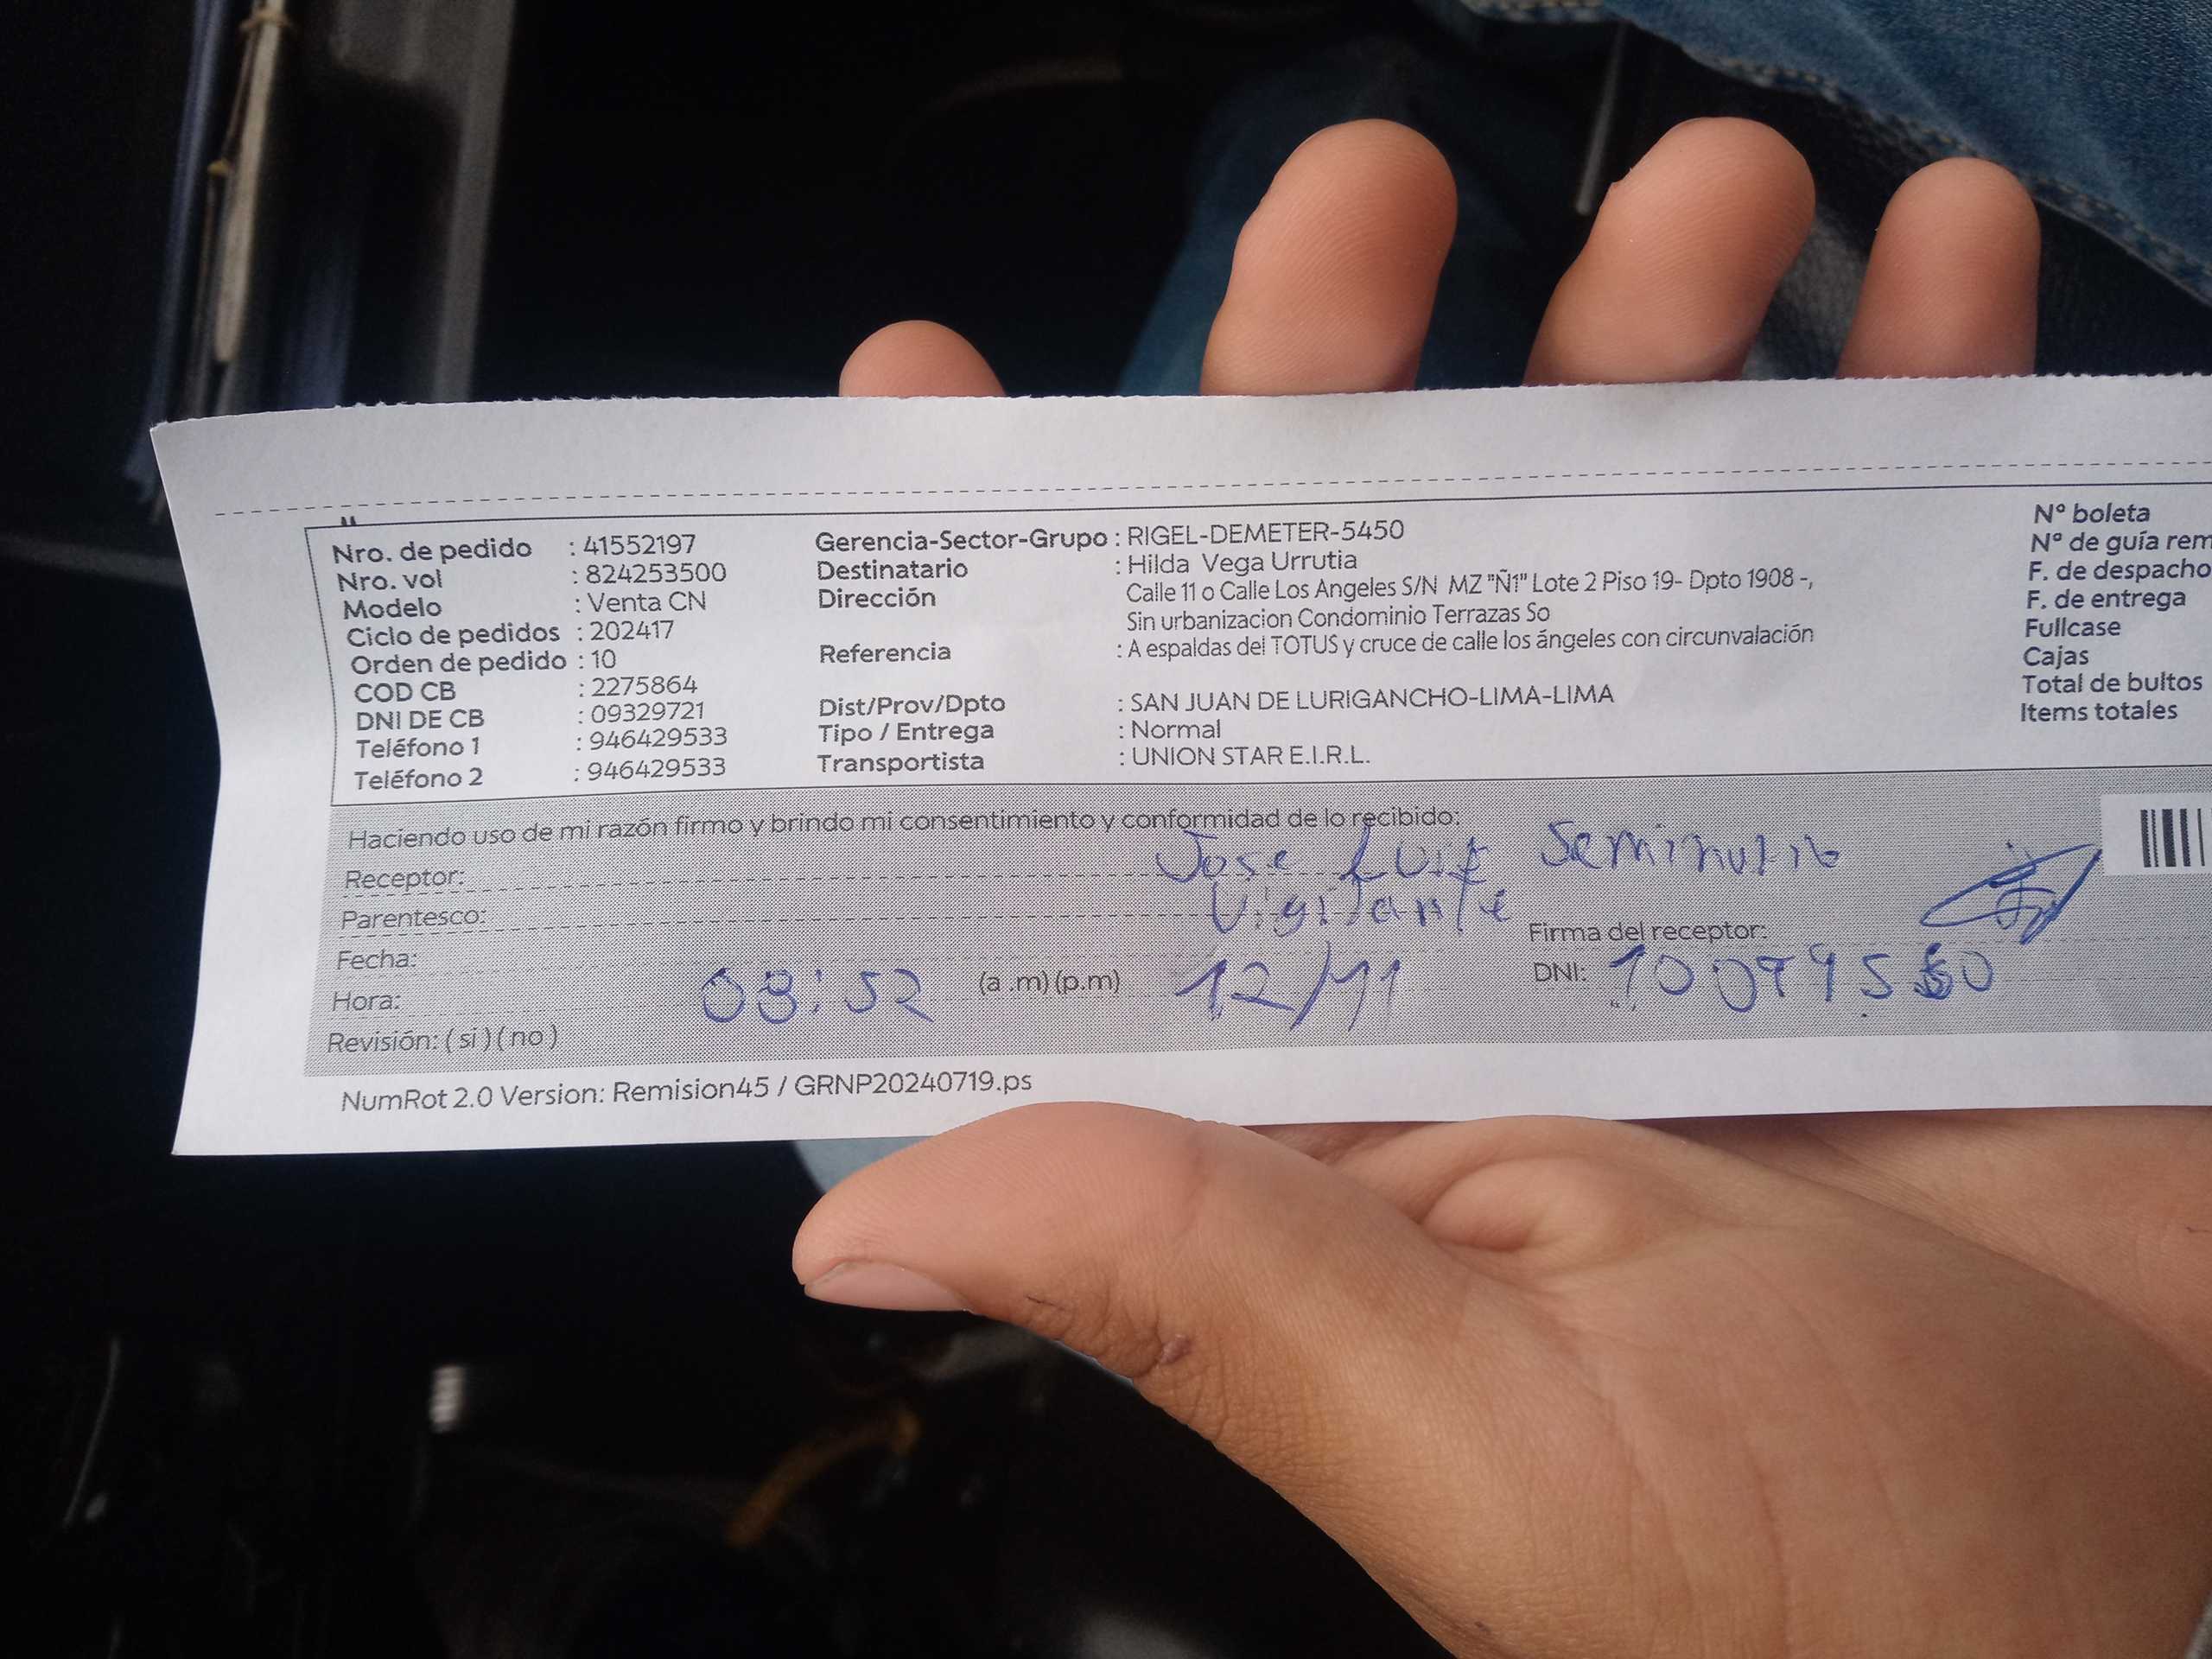 Nro. de pedido : 41552197
Nro. vol : 824253500
Modelo : Venta CN
Ciclo de pedidos : 202417
Orden de pedido : 10
COD CB : 2275864
DNI DE CB : 09329721
Teléfono 1 : 946429533
Teléfono 2 : 946429533
Gerencia-Sector-Grupo : RIGEL-DEMETER-5450
Destinatario : Hilda Vega Urrutia
Dirección Calle 11 o Calle Los Angeles S/N MZ "Ñ1" Lote 2 Piso 19- Dpto 1908 -,
Sin urbanizacion Condominio Terrazas So
Referencia : A espaldas del TOTUS y cruce de calle los ángeles con circunvalación
Dist/Prov/Dpto : SAN JUAN DE LURIGANCHO-LIMA-LIMA
Tipo / Entrega : Normal
Transportista : UNION STAR E.I.R.L.
N° boleta
N° de guía rem
F. de despacho
F. de entrega
Fullcase
Cajas
Total de bultos
Items totales
Haciendo uso de mi razón firmo y brindo mi consentimiento y conformidad de lo recibido:
Receptor: Jose Luis
Parentesco: Vigilante
Fecha:
Firma del receptor:
Hora: 08:52 (a .m) (p.m) 12/11
DNI:
Revisión: ( si ) ( no )
NumRot 2.0 Version: Remision45 / GRNP20240719.ps